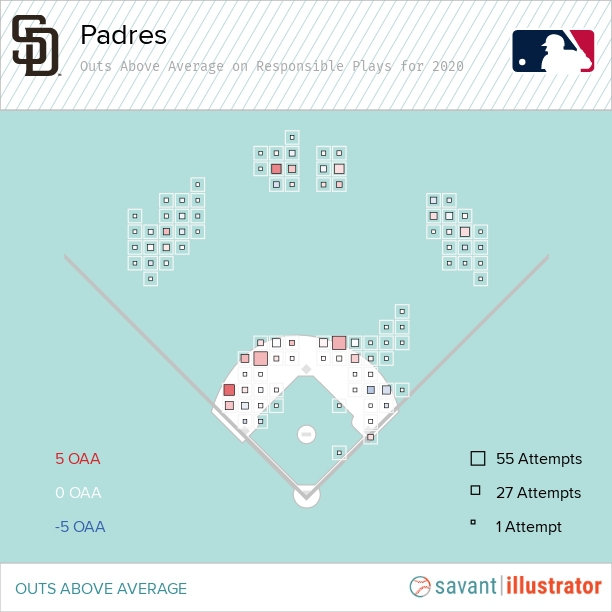 SD
Padres
Outs Above Average on Responsible Plays for 2020
5 OAA
0 OAA
-5 OAA
55 Attempts
27 Attempts
1 Attempt
OUTS ABOVE AVERAGE
savant|illustrator